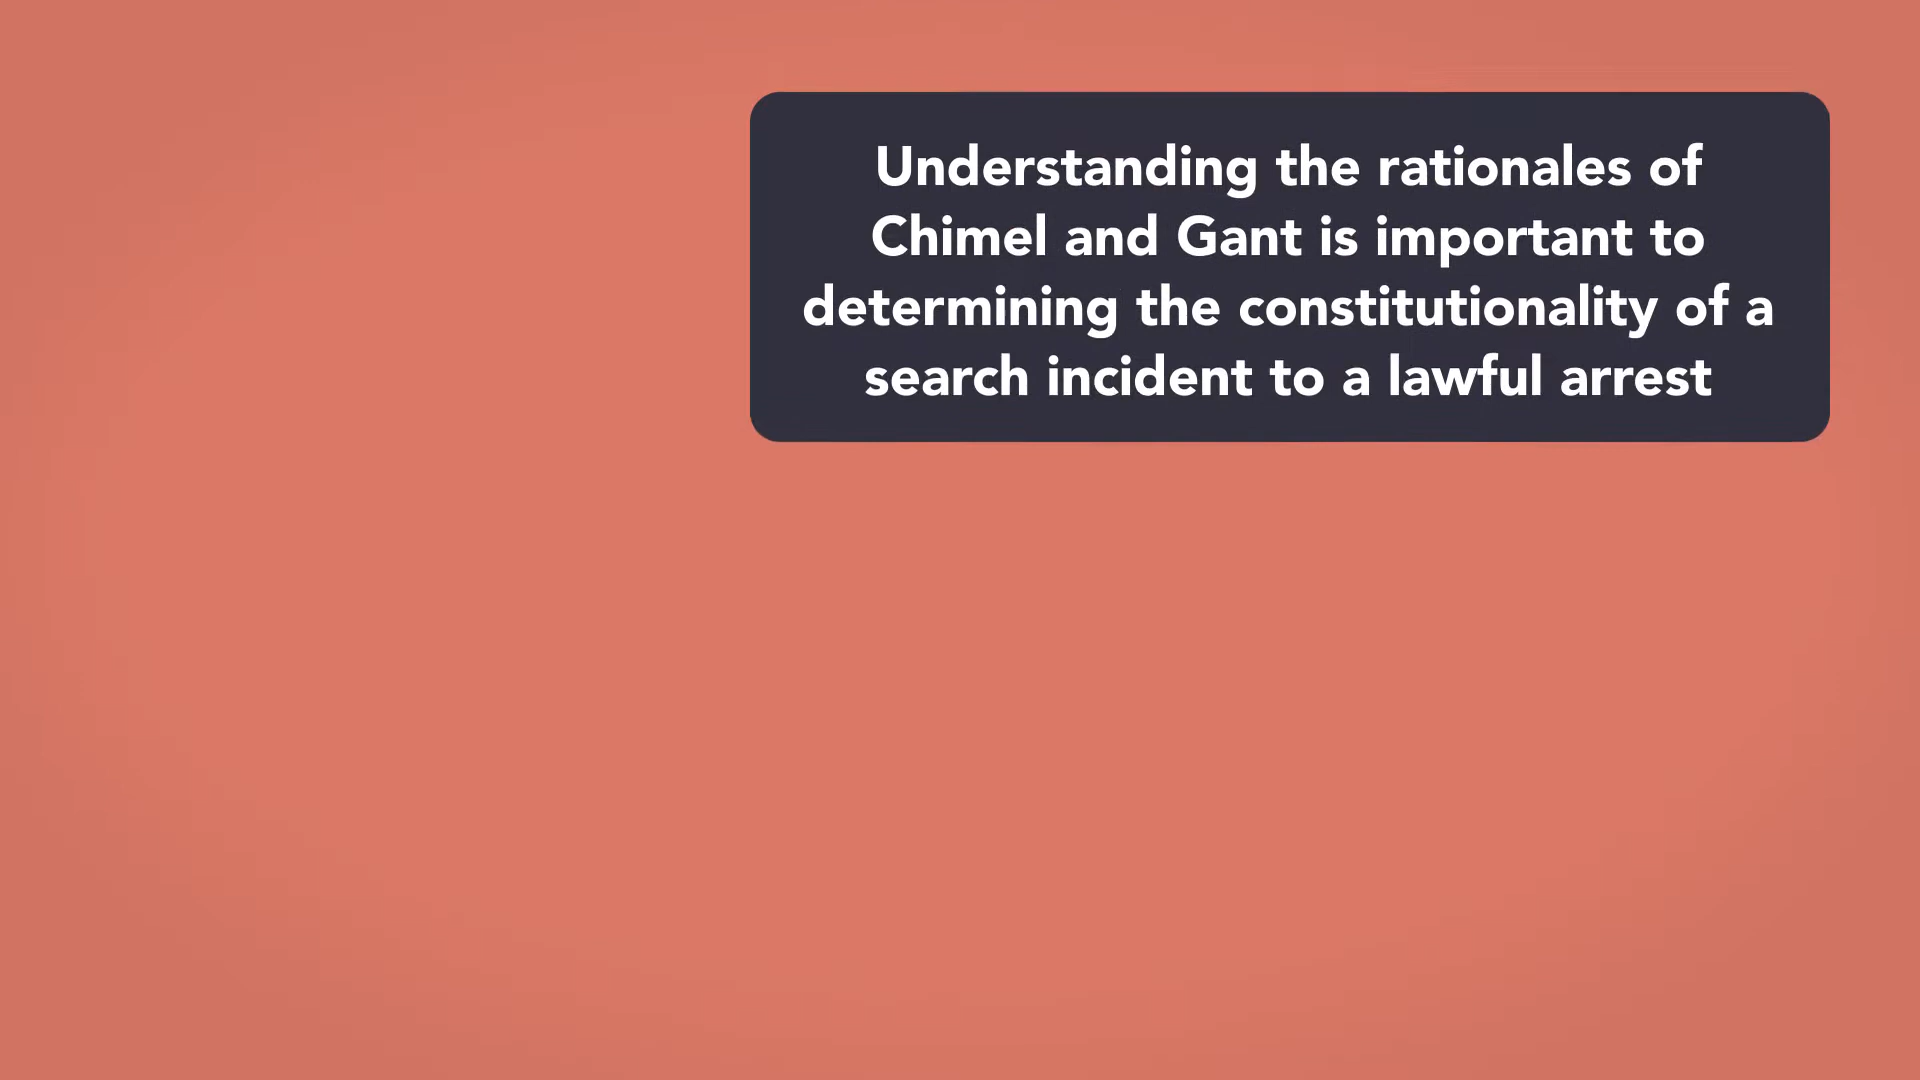 Understanding the rationales of
Chimel and Gant is important to
determining the constitutionality of a
search incident to a lawful arrest